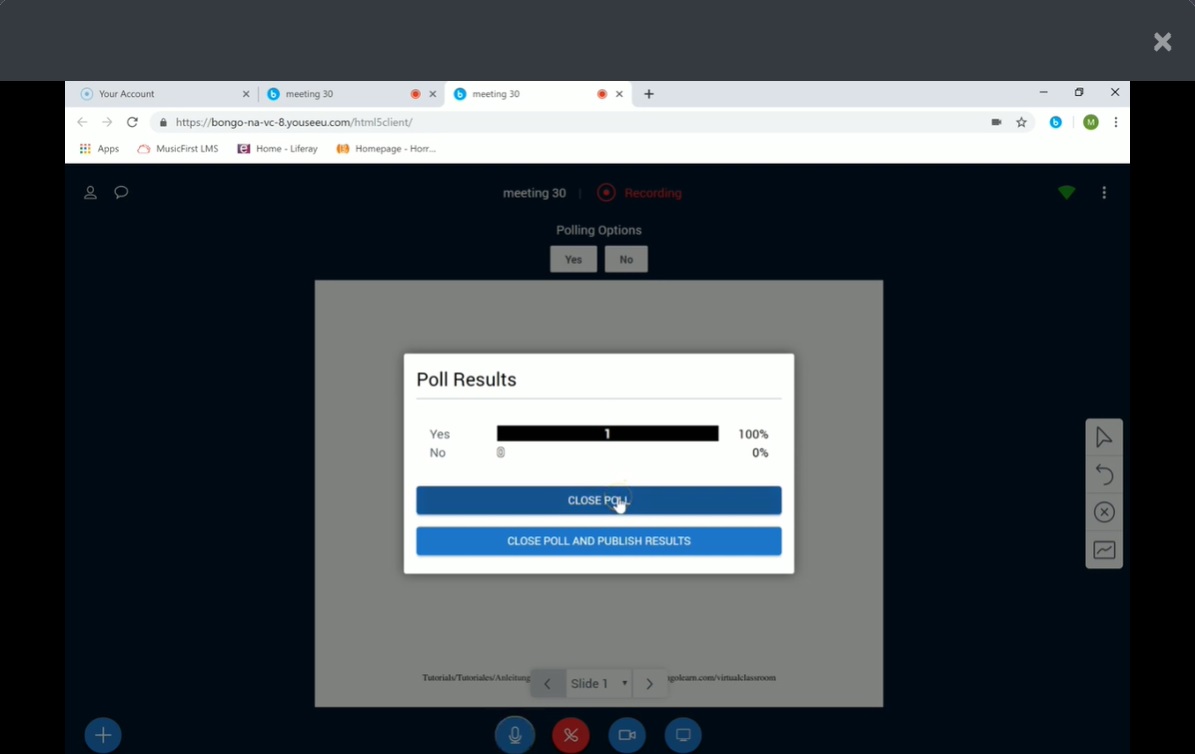 Your Account
meeting 30
meeting 30
https://bongo-na-vc-8.youseeu.com/html5client/
M
Apps
MusicFirst LMS
Home - Liferay
Homepage - Horr...
meeting 30 | Recording
Polling Options
Yes
No
Poll Results
Yes 1 100%
No 0 0%
CLOSE POLL
CLOSE POLL AND PUBLISH RESULTS
Tutorials/Tutoriales/Anleitung
Slide 1
golearn.com/virtualclassroom